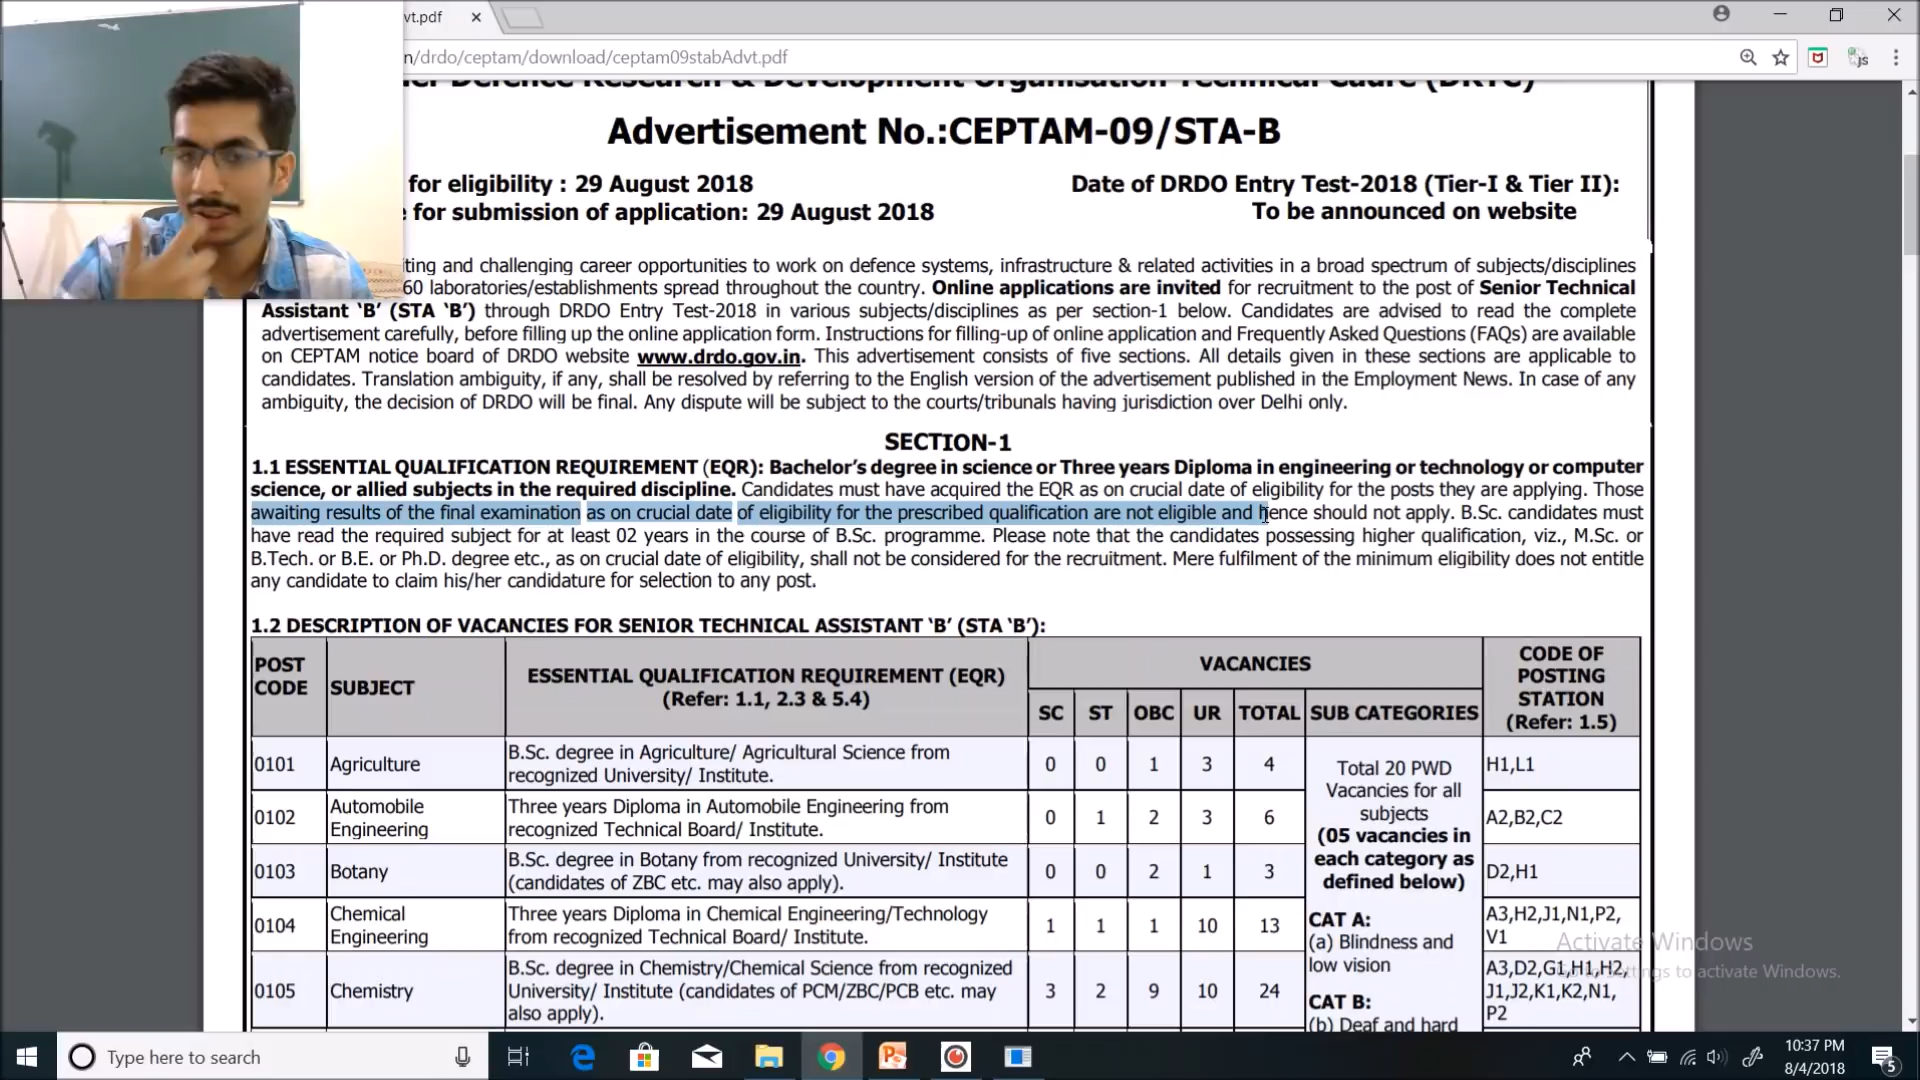 vt.pdf
n/drdo/ceptam/download/ceptam09stabAdvt.pdf
Defence Research & Development Organisation Technical Cadre (DRTC)
Advertisement No.:CEPTAM-09/STA-B
for eligibility : 29 August 2018
Date of DRDO Entry Test-2018 (Tier-I & Tier II):
e for submission of application: 29 August 2018
To be announced on website
iting and challenging career opportunities to work on defence systems, infrastructure & related activities in a broad spectrum of subjects/disciplines
60 laboratories/establishments spread throughout the country. Online applications are invited for recruitment to the post of Senior Technical
Assistant ‘B’ (STA ‘B’) through DRDO Entry Test-2018 in various subjects/disciplines as per section-1 below. Candidates are advised to read the complete
advertisement carefully, before filling up the online application form. Instructions for filling-up of online application and Frequently Asked Questions (FAQs) are available
on CEPTAM notice board of DRDO website www.drdo.gov.in. This advertisement consists of five sections. All details given in these sections are applicable to
candidates. Translation ambiguity, if any, shall be resolved by referring to the English version of the advertisement published in the Employment News. In case of any
ambiguity, the decision of DRDO will be final. Any dispute will be subject to the courts/tribunals having jurisdiction over Delhi only.
SECTION-1
1.1 ESSENTIAL QUALIFICATION REQUIREMENT (EQR): Bachelor’s degree in science or Three years Diploma in engineering or technology or computer
science, or allied subjects in the required discipline. Candidates must have acquired the EQR as on crucial date of eligibility for the posts they are applying. Those
awaiting results of the final examination as on crucial date of eligibility for the prescribed qualification are not eligible and hence should not apply. B.Sc. candidates must
have read the required subject for at least 02 years in the course of B.Sc. programme. Please note that the candidates possessing higher qualification, viz., M.Sc. or
B.Tech. or B.E. or Ph.D. degree etc., as on crucial date of eligibility, shall not be considered for the recruitment. Mere fulfilment of the minimum eligibility does not entitle
any candidate to claim his/her candidature for selection to any post.
1.2 DESCRIPTION OF VACANCIES FOR SENIOR TECHNICAL ASSISTANT ‘B’ (STA ‘B’):
POST CODE SUBJECT ESSENTIAL QUALIFICATION REQUIREMENT (EQR) (Refer: 1.1, 2.3 & 5.4) VACANCIES CODE OF POSTING STATION (Refer: 1.5)
SC ST OBC UR TOTAL SUB CATEGORIES
0101 Agriculture B.Sc. degree in Agriculture/ Agricultural Science from recognized University/ Institute. 0 0 1 3 4 H1,L1
0102 Automobile Engineering Three years Diploma in Automobile Engineering from recognized Technical Board/ Institute. 0 1 2 3 6 A2,B2,C2
0103 Botany B.Sc. degree in Botany from recognized University/ Institute (candidates of ZBC etc. may also apply). 0 0 2 1 3 D2,H1
0104 Chemical Engineering Three years Diploma in Chemical Engineering/Technology from recognized Technical Board/ Institute. 1 1 1 10 13 A3,H2,J1,N1,P2, V1
0105 Chemistry B.Sc. degree in Chemistry/Chemical Science from recognized University/ Institute (candidates of PCM/ZBC/PCB etc. may also apply). 3 2 9 10 24 A3,D2,G1,H1,H2, J1,J2,K1,K2,N1, P2
Total 20 PWD
Vacancies for all
subjects
(05 vacancies in
each category as
defined below)
CAT A:
(a) Blindness and
low vision
CAT B:
(b) Deaf and hard
Activate Windows
Go to Settings to activate Windows.
Type here to search
10:37 PM
8/4/2018
5